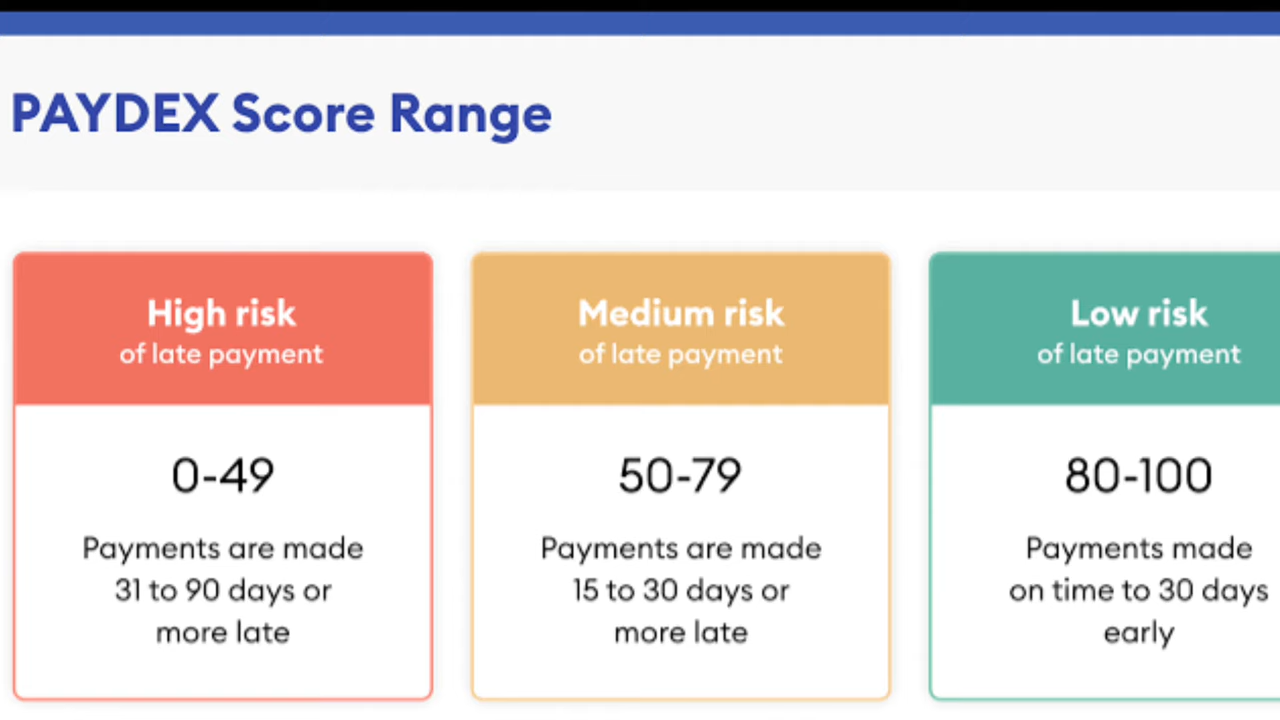 PAYDEX Score Range
High risk
of late payment
0-49
Payments are made
31 to 90 days or
more late
Medium risk
of late payment
50-79
Payments are made
15 to 30 days or
more late
Low risk
of late payment
80-100
Payments made
on time to 30 days
early